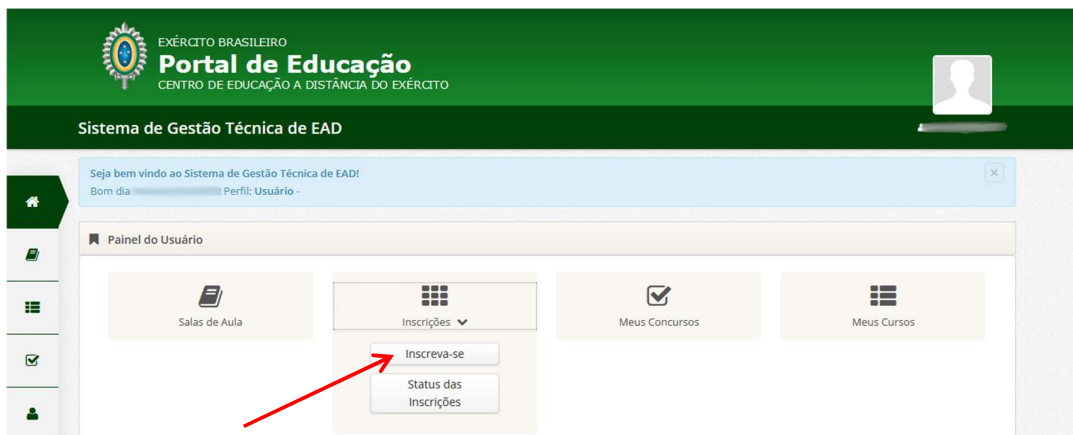 EXÉRCITO BRASILEIRO
Portal de Educação
CENTRO DE EDUCAÇÃO A DISTÂNCIA DO EXÉRCITO
Sistema de Gestão Técnica de EAD
Seja bem vindo ao Sistema de Gestão Técnica de EAD!
Bom dia Perfil: Usuário -
Painel do Usuário
Salas de Aula
Inscrições
Meus Concursos
Meus Cursos
Inscreva-se
Status das
Inscrições